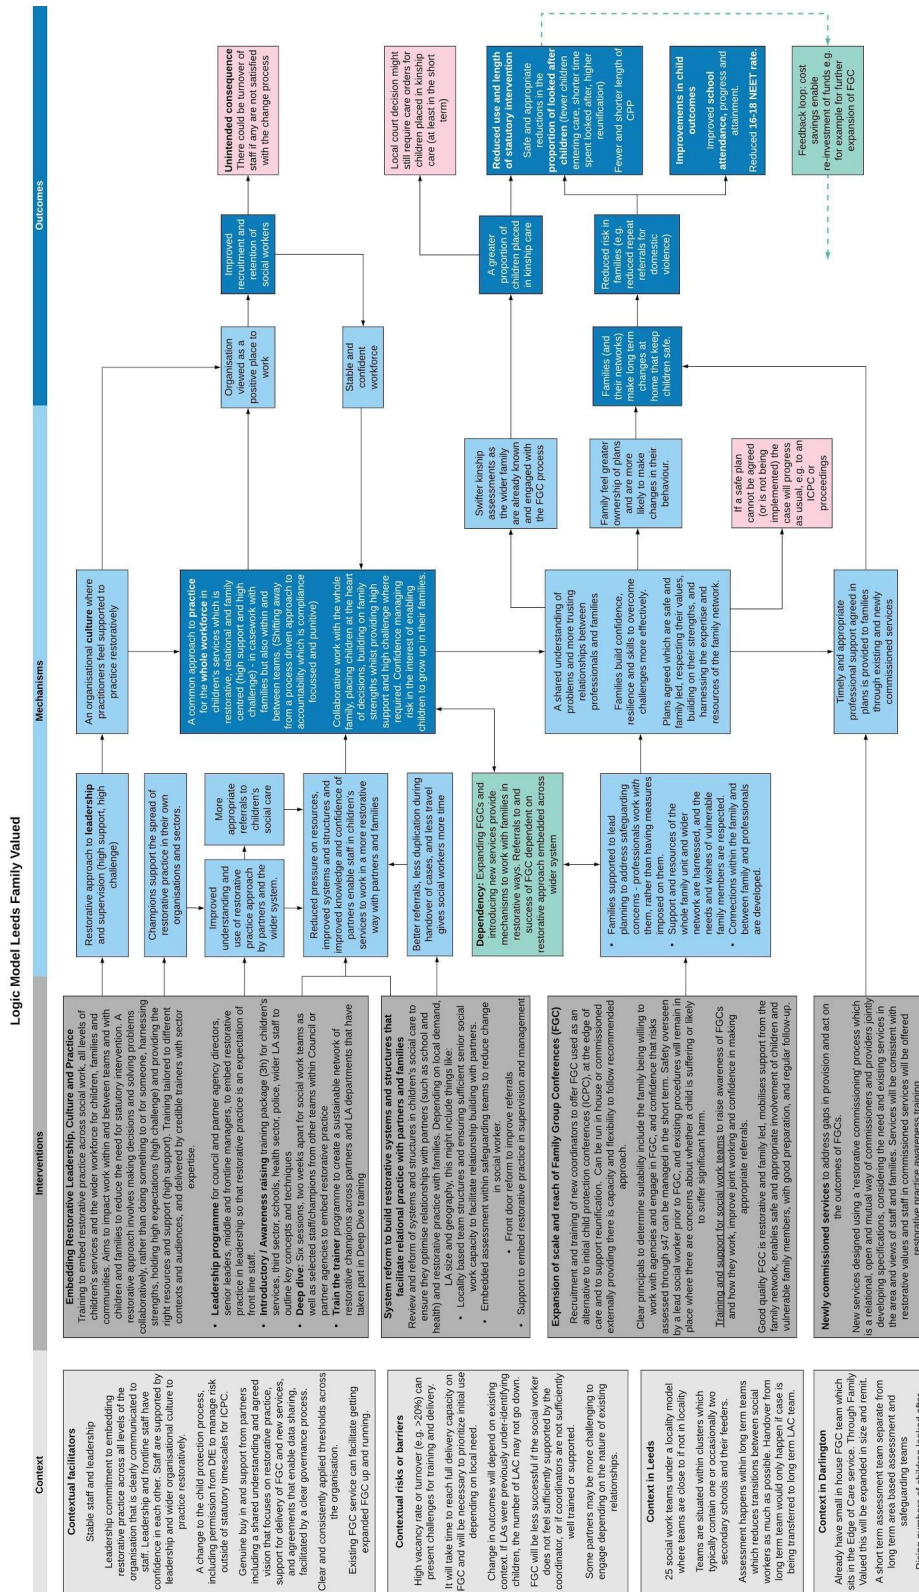 Logic Model Leeds Family Valued
Context
Interventions
Mechanisms
Outcomes
Contextual facilitators
Stable staff and leadership
Leadership commitment to embedding
restorative practice across all levels of the
organisation that is clearly communicated to
staff. Leadership and frontline staff have
confidence in each other. Staff are supported by
leadership and wider organisational culture to
practice restoratively.
A change to the child protection process,
including permission from DfE to manage risk
outside of statutory timescales for ICPC.
Genuine buy in and support from partners
including a shared understanding and agreed
vision that focuses on restorative practice,
support for delivery of FGC and new services,
and agreements that enable data sharing,
facilitated by a clear governance process.
Clear and consistently applied thresholds across
the organisation.
Existing FGC service can facilitate getting
expanded FGC up and running.
Contextual risks or barriers
High vacancy rate or turnover (e.g. >20%) can
present challenges for training and delivery.
It will take time to reach full delivery capacity on
FGC and will be necessary to prioritize initial use
depending on local need.
Change in outcomes will depend on existing
context. If LAs were previously under-identifying
children, the number of LAC may not go down.
FGC will be less successful if the social worker
does not feel sufficiently supported by the
coordinator, or if coordinators are not sufficiently
well trained or supported.
Some partners may be more challenging to
engage depending on the nature of existing
relationships.
Context in Leeds
25 social work teams under a locality model
where teams are close to if not in locality
Teams are situated within clusters which
typically contain one or occasionally two
secondary schools and their feeders.
Assessment happens within long term teams
which reduces transitions between social
workers as much as possible. Handover from
long term team would only happen if case is
being transferred to long term LAC team.
Context in Darlington
Already have small in house FGC team which
sits in the Edge of Care service. Through Family
Valued this will be expanded in size and remit.
A short term assessment team separate from
long term area based assessment and
safeguarding teams
Rising number of children looked after
Embedding Restorative Leadership, Culture and Practice
Training to embed restorative practice in social work, all levels of
children's services and the wider workforce for children, families and
communities. Aims to impact work within and between teams and with
children and families to reduce the need for statutory intervention. A
restorative approach involves making decisions and solving problems
collaboratively, rather than doing something to or for someone, harnessing
strengths, having high expectations (high challenge) and providing the
right resources and support (high support). Training tailored to different
contexts and audiences, and delivered by credible trainers with sector
expertise.
• Leadership programme for council and partner agency directors,
senior leaders, middle and frontline managers, to embed restorative
practice in leadership so that restorative practice is an expectation of
front line staff.
• Introductory / Awareness raising training package (3h) for children's
services, third sector, schools, health sector, police, wider LA staff to
outline key concepts and techniques
• Deep dive: Six sessions, two weeks apart for social work teams as
well as selected staff/champions from other teams within Council or
partner agencies to embed restorative practice
• Train the trainer programme to create a sustainable network of
restorative champions across partners and LA departments that have
taken part in Deep Dive training
System reform to build restorative systems and structures that
facilitate relational practice with partners and families
Review and reform of systems and structures in children's social care to
ensure they optimise relationships with partners (such as school and
health) and restorative practice with families. Depending on local demand,
LA size and geography, this might include things like:
• Locality based team structures and ensuring sufficient senior social
work capacity to facilitate relationship building with partners.
• Embedded assessment within safeguarding teams to reduce change
in social worker.
• Front door reform to improve referrals
• Support to embed restorative practice in supervision and management
Expansion of scale and reach of Family Group Conferences (FGC)
Recruitment and training of new coordinators to offer FGC used as an
alternative to initial child protection conferences (ICPC), at the edge of
care and to support reunification. Can be run in house or commissioned
externally providing there is capacity and flexibility to follow recommended
approach.
Clear principals to determine suitability include the family being willing to
work with agencies and engage in FGC, and confidence that risks
assessed through s47 can be managed in the short term. Safety overseen
by a lead social worker prior to FGC, and existing procedures will remain in
place where there are concerns about whether a child is suffering or likely
to suffer significant harm.
Training and support for social work teams to raise awareness of FGCs
and how they work, improve joint working and confidence in making
appropriate referrals.
Good quality FGC is restorative and family led, mobilises support from the
family network, enables safe and appropriate involvement of children and
vulnerable family members, with good preparation, and regular follow-up.
Newly commissioned services to address gaps in provision and act on
the outcomes of FGCs.
New services designed using a 'restorative commissioning' process which
is a relational, open and mutual way of commissioners and providers jointly
developing specifications, considering the need and existing services in
the area and views of staff and families. Services will be consistent with
restorative values and staff in commissioned services will be offered
restorative practice awareness training
Restorative approach to leadership
and supervision (high support, high
challenge)
Champions support the spread of
restorative practice in their own
organisations and sectors.
Improved
understanding and
use of restorative
practice approach
by partners and the
wider system.
More
appropriate
referrals to
children's
social care
Reduced pressure on resources,
improved systems and structures and
improved knowledge and confidence of
partners enable staff in children's
services to work in a more restorative
way with partners and families
Better referrals, less duplication during
handover of cases, and less travel
gives social workers more time
Dependency: Expanding FGCs and
introducing new services provide
mechanisms to work with families in
restorative ways. Referrals to and
success of FGC dependent on
restorative approach embedded across
wider system
• Families supported to lead
planning to address safeguarding
concerns - professionals work with
them, rather than having measures
imposed on them.
• Support and resources of the
whole family unit and wider
network are harnessed, and the
needs and wishes of vulnerable
family members are respected.
• Connections within the family and
between family and professionals
are developed.
An organisational culture where
practitioners feel supported to
practice restoratively
A common approach to practice
for the whole workforce in
children's services which is
restorative, relational and family
centred (high support and high
challenge) - in casework with
families but also within and
between teams. (Shifting away
from a process driven approach to
accountability which is compliance
focussed and punitive)
Collaborative work with the whole
family, placing children at the heart
of decisions, building on family
strengths whilst providing high
support and high challenge where
required. Confidence managing
risk in the interest of enabling
children to grow up in their families.
A shared understanding of
problems and more trusting
relationships between
professionals and families
Families build confidence,
resilience and skills to overcome
challenges more effectively.
Plans agreed which are safe and
family led, respecting their values,
building on their strengths, and
harnessing the expertise and
resources of the family network.
Timely and appropriate
professional support agreed in
plans is provided to families
through existing and newly
commissioned services
Swifter kinship
assessments as
the wider family
are already known
and engaged with
the FGC process
Family feel greater
ownership of plans
and are more
likely to make
changes in their
behaviour.
If a safe plan
cannot be agreed
(or is not being
implemented) the
case will progress
as usual, e.g. to an
ICPC or
proceedings
Organisation
viewed as a
positive place to
work
Stable and
confident
workforce
Families (and
their networks)
make long term
changes at
home that keep
children safe.
Improved
recruitment and
retention of
social workers
A greater
proportion of
children placed
in kinship care
Reduced risk in
families (e.g.
reduced repeat
referrals for
domestic
violence)
Unintended consequence
There could be turnover of
staff if any are not satisfied
with the change process
Local court decision might
still require care orders for
children placed in kinship
care (at least in the short
term)
Reduced use and length
of statutory intervention
Safe and appropriate
reductions in the
proportion of looked after
children (fewer children
entering care, shorter time
spent looked after, higher
reunification)
Fewer and shorter length of
CPP
Improvements in child
outcomes
Improved school
attendance, progress and
attainment.
Reduced 16-18 NEET rate.
Feedback loop: cost
savings enable
re-investment of funds e.g.
for example for further
expansion of FGC